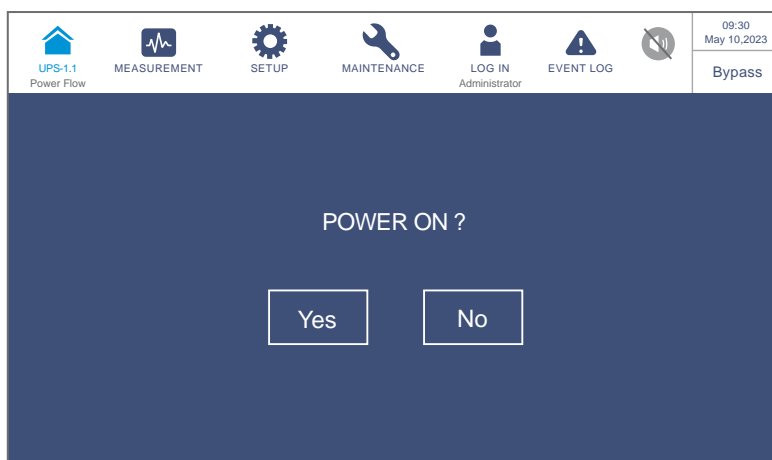 UPS-1.1
Power Flow
MEASUREMENT
SETUP
MAINTENANCE
LOG IN
Administrator
EVENT LOG
09:30
May 10,2023
Bypass
POWER ON ?
Yes
No